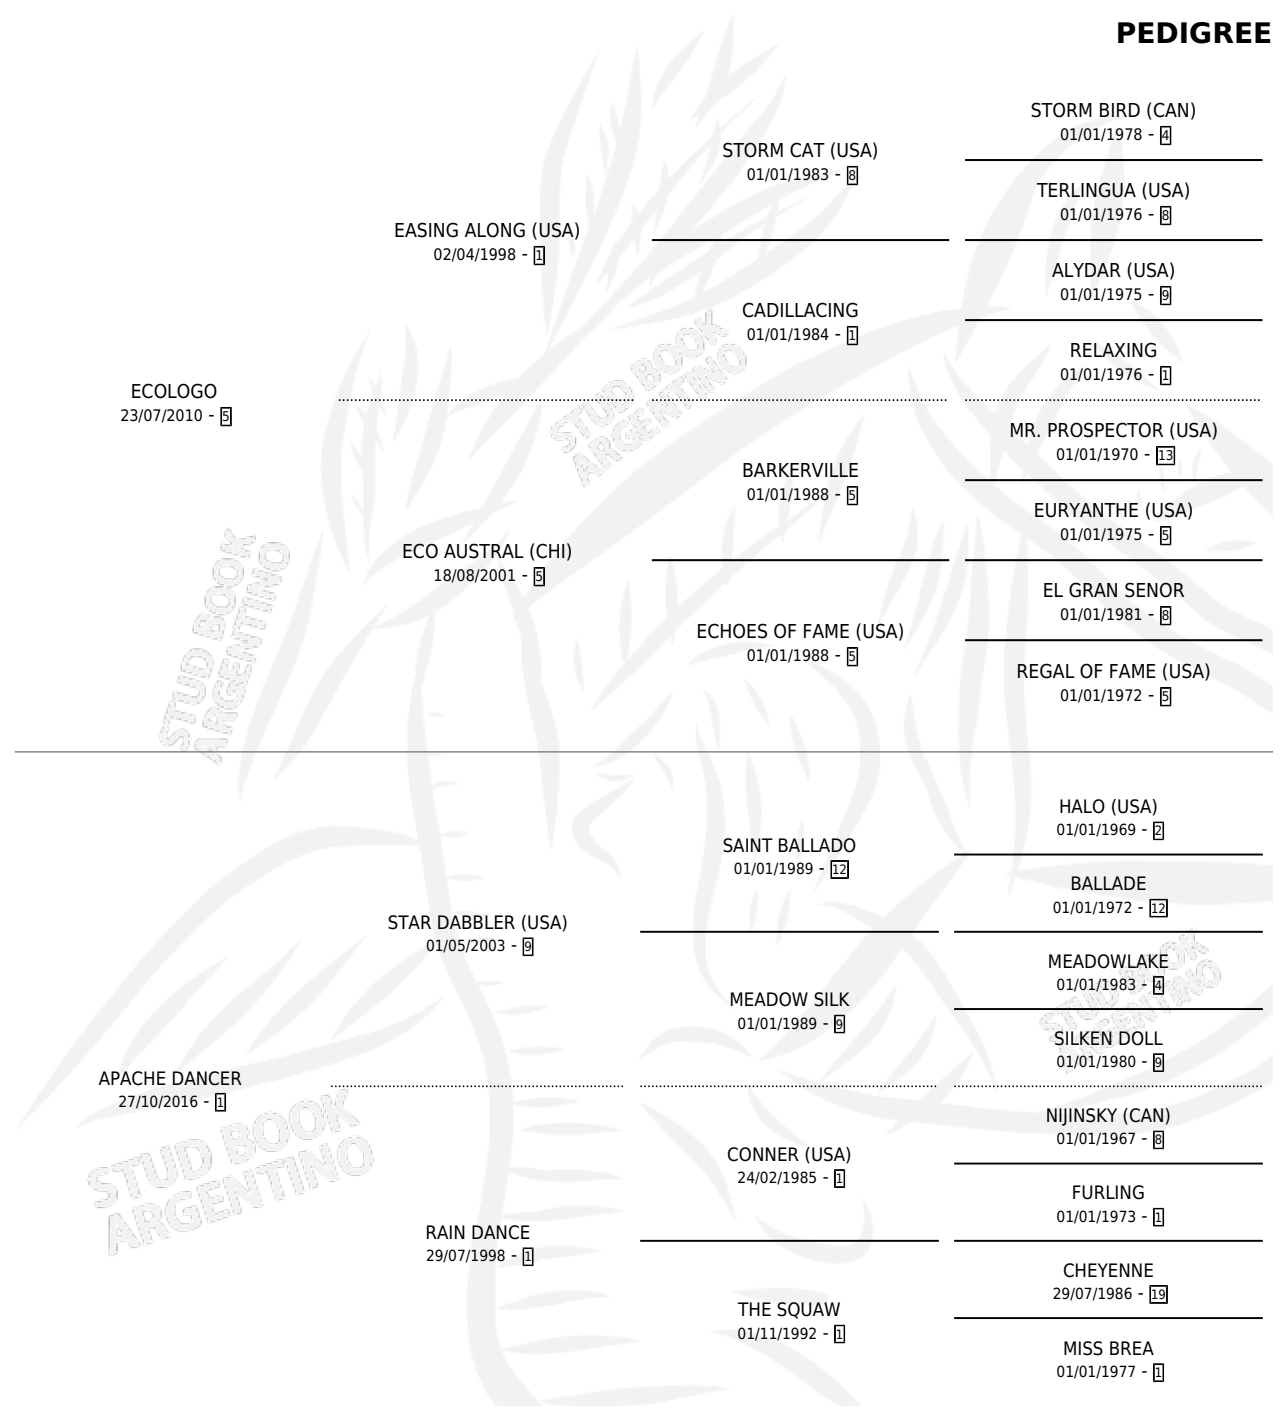 PEDIGREE
STORM BIRD (CAN)
01/01/1978 - 4
STORM CAT (USA)
01/01/1983 - 8
TERLINGUA (USA)
01/01/1976 - 8
EASING ALONG (USA)
02/04/1998 - 1
ALYDAR (USA)
01/01/1975 - 9
CADILLACING
01/01/1984 - 1
RELAXING
01/01/1976 - 1
STUD BOOK
ARGENTINO
ECOLOGO
23/07/2010 - 5
MR. PROSPECTOR (USA)
01/01/1970 - 13
BARKERVILLE
01/01/1988 - 5
EURYANTHE (USA)
01/01/1975 - 5
ECO AUSTRAL (CHI)
18/08/2001 - 5
EL GRAN SENOR
01/01/1981 - 8
ECHOES OF FAME (USA)
01/01/1988 - 5
REGAL OF FAME (USA)
01/01/1972 - 5
STUD BOOK
ARGENTINO
HALO (USA)
01/01/1969 - 2
SAINT BALLADO
01/01/1989 - 12
BALLADE
01/01/1972 - 12
STAR DABBLER (USA)
01/05/2003 - 9
MEADOWLAKE
01/01/1983 - 4
MEADOW SILK
01/01/1989 - 9
STUD BOOK
ARGENTINO
SILKEN DOLL
01/01/1980 - 9
APACHE DANCER
27/10/2016 - 1
NIJINSKY (CAN)
01/01/1967 - 8
CONNER (USA)
24/02/1985 - 1
FURLING
01/01/1973 - 1
STUD BOOK
ARGENTINO
RAIN DANCE
29/07/1998 - 1
CHEYENNE
29/07/1986 - 19
THE SQUAW
01/11/1992 - 1
MISS BREA
01/01/1977 - 1